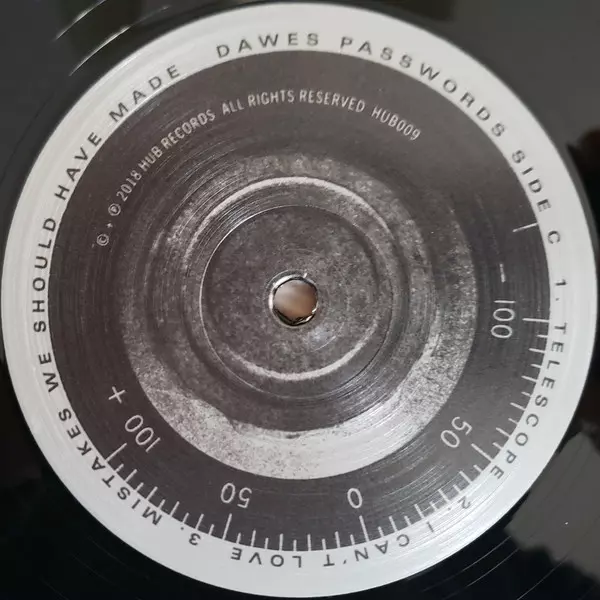 DAWES PASSWORDS SIDE C 1. TELESCOPE 2. I CAN'T LOVE 3. MISTAKES WE SHOULD HAVE MADE
© + ℗ 2018 HUB RECORDS ALL RIGHTS RESERVED HUB009
- 100 50 0 50 100 +